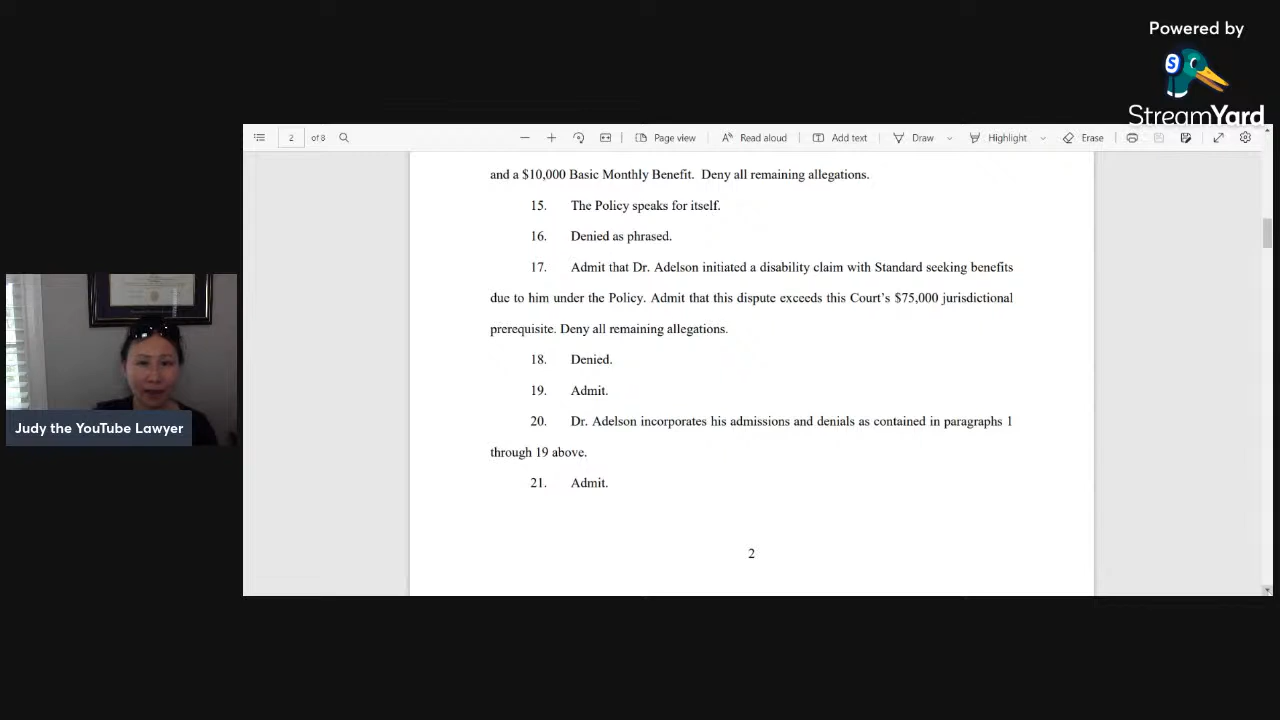 Powered by
S
StreamYard
2 of 8
Page view
Read aloud
Add text
Draw
Highlight
Erase
and a $10,000 Basic Monthly Benefit. Deny all remaining allegations.
15. The Policy speaks for itself.
16. Denied as phrased.
17. Admit that Dr. Adelson initiated a disability claim with Standard seeking benefits
due to him under the Policy. Admit that this dispute exceeds this Court's $75,000 jurisdictional
prerequisite. Deny all remaining allegations.
18. Denied.
19. Admit.
20. Dr. Adelson incorporates his admissions and denials as contained in paragraphs 1
through 19 above.
21. Admit.
2
Judy the YouTube Lawyer